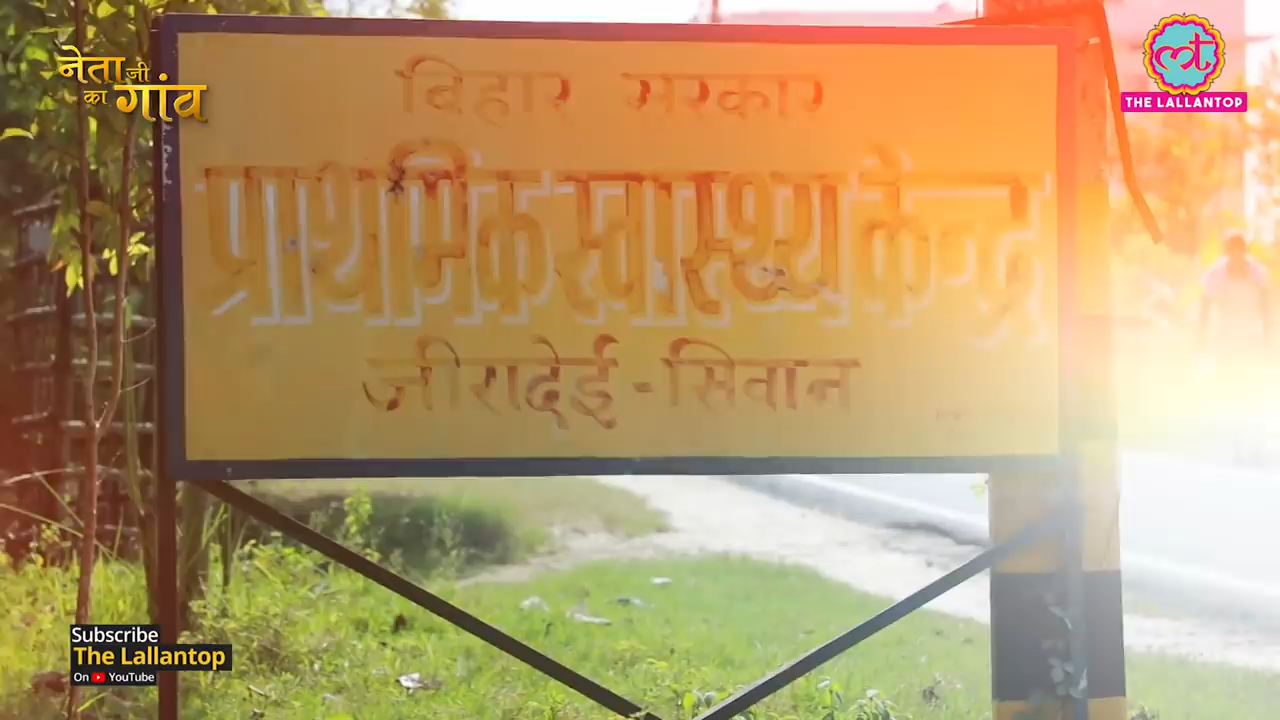 नेता जी
का गांव
THE LALLANTOP
बिहार सरकार
प्राथमिक स्वास्थ्य केन्द्र
जीरादेई - सिवान
Subscribe
The Lallantop
On YouTube